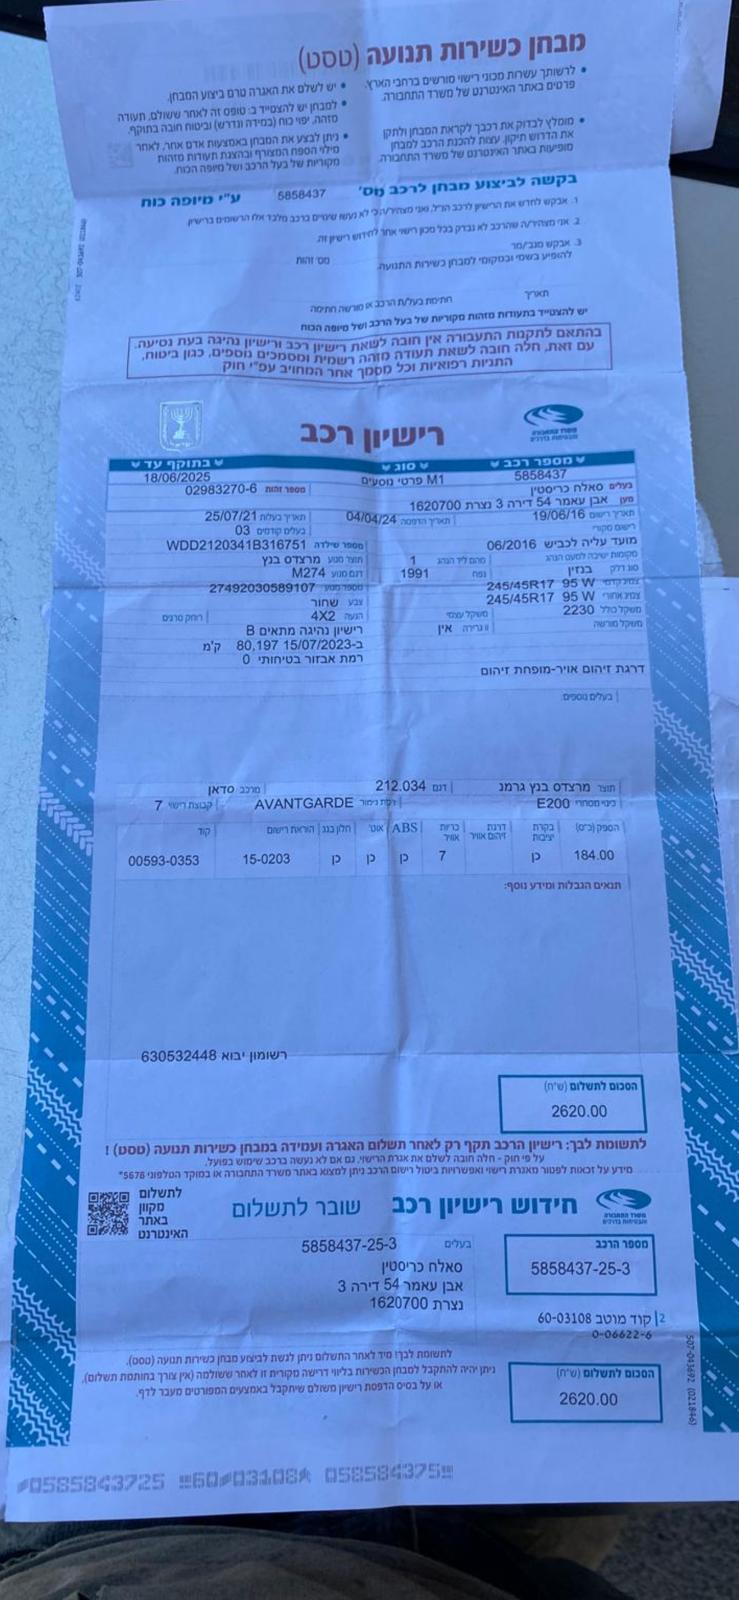 מבחן כשירות תנועה (טסט)
• לרשותך עשרות מכוני רישוי מורשים ברחבי הארץ. פרטים באתר האינטרנט של משרד התחבורה.
• מומלץ לבדוק את רכבך לקראת המבחן ולתקן את הדרוש תיקון. עצות להכנת הרכב למבחן מופיעות באתר האינטרנט של משרד התחבורה.
• יש לשלם את האגרה טרם ביצוע המבחן.
• למבחן יש להצטייד ב: טופס זה לאחר ששולם, תעודה מזהה, יפוי כוח (במידה ונדרש) וביטוח חובה בתוקף.
• ניתן לבצע את המבחן באמצעות אדם אחר, לאחר מילוי הספח המצורף ובהצגת תעודות מזהות מקוריות של בעל הרכב ושל מיופה הכוח.
בקשה לביצוע מבחן לרכב מס' 5858437 ע"י מיופה כוח
1. אבקש לחדש את הרישיון לרכב הנ"ל, ואני מצהיר/ה כי לא נעשו שינויים ברכב מלבד אלו הרשומים ברישיון.
2. אני מצהיר/ה שהרכב לא נבדק בכל מכון רישוי אחר לחידוש רישיון זה.
3. אבקש מגב'/מר מס' זהות
להופיע בשמי ובמקומי למבחן כשירות התנועה.
תאריך חתימת בעל/ת הרכב או מורשה חתימה
יש להצטייד בתעודות מזהות מקוריות של בעל הרכב ושל מיופה הכוח
בהתאם לתקנות התעבורה אין חובה לשאת רישיון רכב ורישיון נהיגה בעת נסיעה.
עם זאת, חלה חובה לשאת תעודה מזהה רשמית ומסמכים נוספים, כגון ביטוח,
התניות רפואיות וכל מסמך אחר המחויב עפ"י חוק
רישיון רכב
משרד התחבורה והבטיחות בדרכים
מספר רכב סוג בתוקף עד
5858437 M1 פרטי נוסעים 18/06/2025
בעלים סאלח כריסטין מספר זהות 02983270-6
מען אבן עאמר 54 דירה 3 נצרת 1620700
תאריך רישום 19/06/16 תאריך הדפסה 04/04/24 תאריך בעלות 25/07/21
רישום מקורי בעלים קודמים 03
מועד עליה לכביש 06/2016 מספר שילדה WDD2120341B316751
מקומות ישיבה למעט הנהג מהם ליד הנהג 1 תוצר מנוע מרצדס בנץ
סוג דלק בנזין נפח 1991 דגם מנוע M274
צמיג קדמי 245/45R17 95 W מספר מנוע 27492030589107
צמיג אחורי 245/45R17 95 W צבע שחור
משקל כולל 2230 משקל עצמי הנעה 4X2 רוחק סרנים
משקל מורשה וו גרירה אין רישיון נהיגה מתאים B
ב-15/07/2023 80,197 ק"מ
רמת אבזור בטיחותי 0
דרגת זיהום אויר-מופחת זיהום
בעלים נוספים:
תוצר מרצדס בנץ גרמנ דגם 212.034 מרכב סדאן
כינוי מסחרי E200 רמת גימור AVANTGARDE קבוצת רישוי 7
הספק (כ"ס) בקרת יציבות דרגת זיהום אוויר כריות אוויר ABS אוט' חלון בגג הוראת רישום קוד
184.00 כן 7 כן כן כן 15-0203 00593-0353
תנאים הגבלות ומידע נוסף:
רשומון יבוא 630532448
הסכום לתשלום (ש"ח)
2620.00
לתשומת לבך: רישיון הרכב תקף רק לאחר תשלום האגרה ועמידה במבחן כשירות תנועה (טסט) !
על פי חוק - חלה חובה לשלם את אגרת הרישוי, גם אם לא נעשה ברכב שימוש בפועל.
מידע על זכאות לפטור מאגרת רישוי ואפשרויות ביטול רישום הרכב ניתן למצוא באתר משרד התחבורה או במוקד הטלפוני 5678*
משרד התחבורה והבטיחות בדרכים
חידוש רישיון רכב שובר לתשלום
לתשלום מקוון באתר האינטרנט
מספר הרכב
5858437-25-3
בעלים 5858437-25-3
סאלח כריסטין
אבן עאמר 54 דירה 3
נצרת 1620700
2| קוד מוטב 60-03108
0-06622-6
לתשומת לבך! מיד לאחר התשלום ניתן לגשת לביצוע מבחן כשירות תנועה (טסט).
ניתן יהיה להתקבל למבחן הכשירות בליווי דרישה מקורית זו לאחר ששולמה (אין צורך בחותמת תשלום),
או על בסיס הדפסת רישיון משולם שיתקבל באמצעים המפורטים מעבר לדף.
הסכום לתשלום (ש"ח)
2620.00